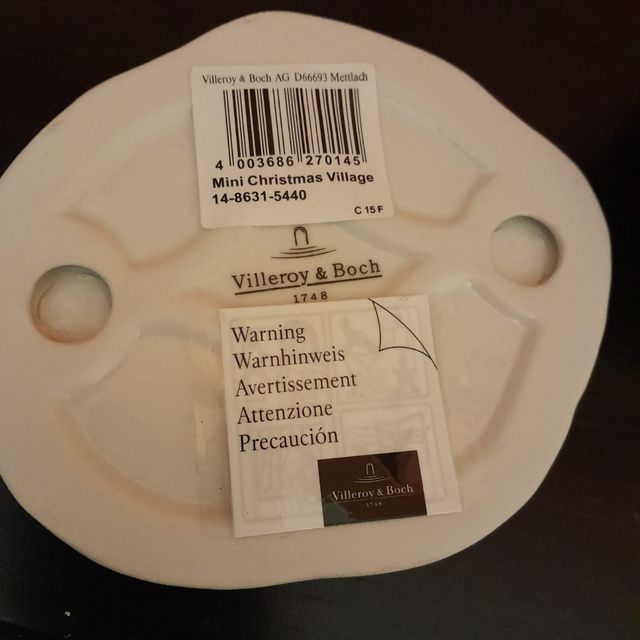 Villeroy & Boch AG D66693 Mettlach
4 003686 270145
Mini Christmas Village
14-8631-5440
C 15 F
Villeroy & Boch
1748
Warning
Warnhinweis
Avertissement
Attenzione
Precaución
Villeroy & Boch
1748